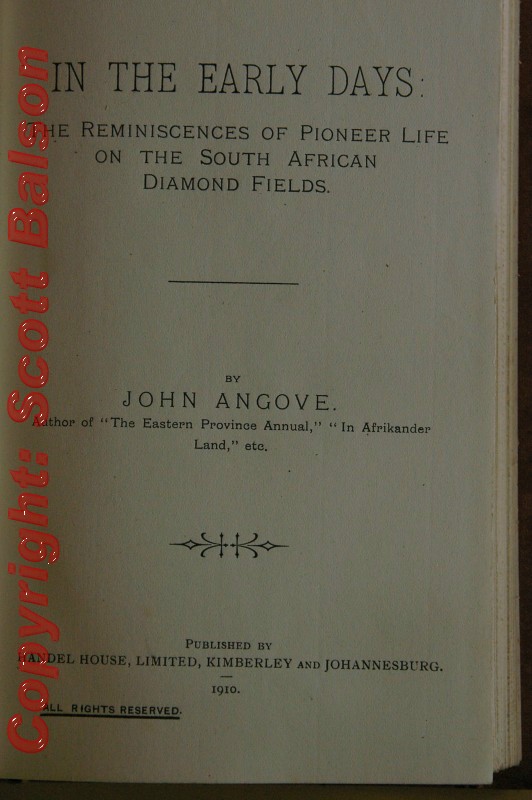 IN THE EARLY DAYS:
THE REMINISCENCES OF PIONEER LIFE
ON THE SOUTH AFRICAN
DIAMOND FIELDS.
BY
JOHN ANGOVE.
Author of "The Eastern Province Annual," "In Afrikander
Land," etc.
PUBLISHED BY
HANDEL HOUSE, LIMITED, KIMBERLEY AND JOHANNESBURG.
1910.
ALL RIGHTS RESERVED.
Copyright: Scott Balson